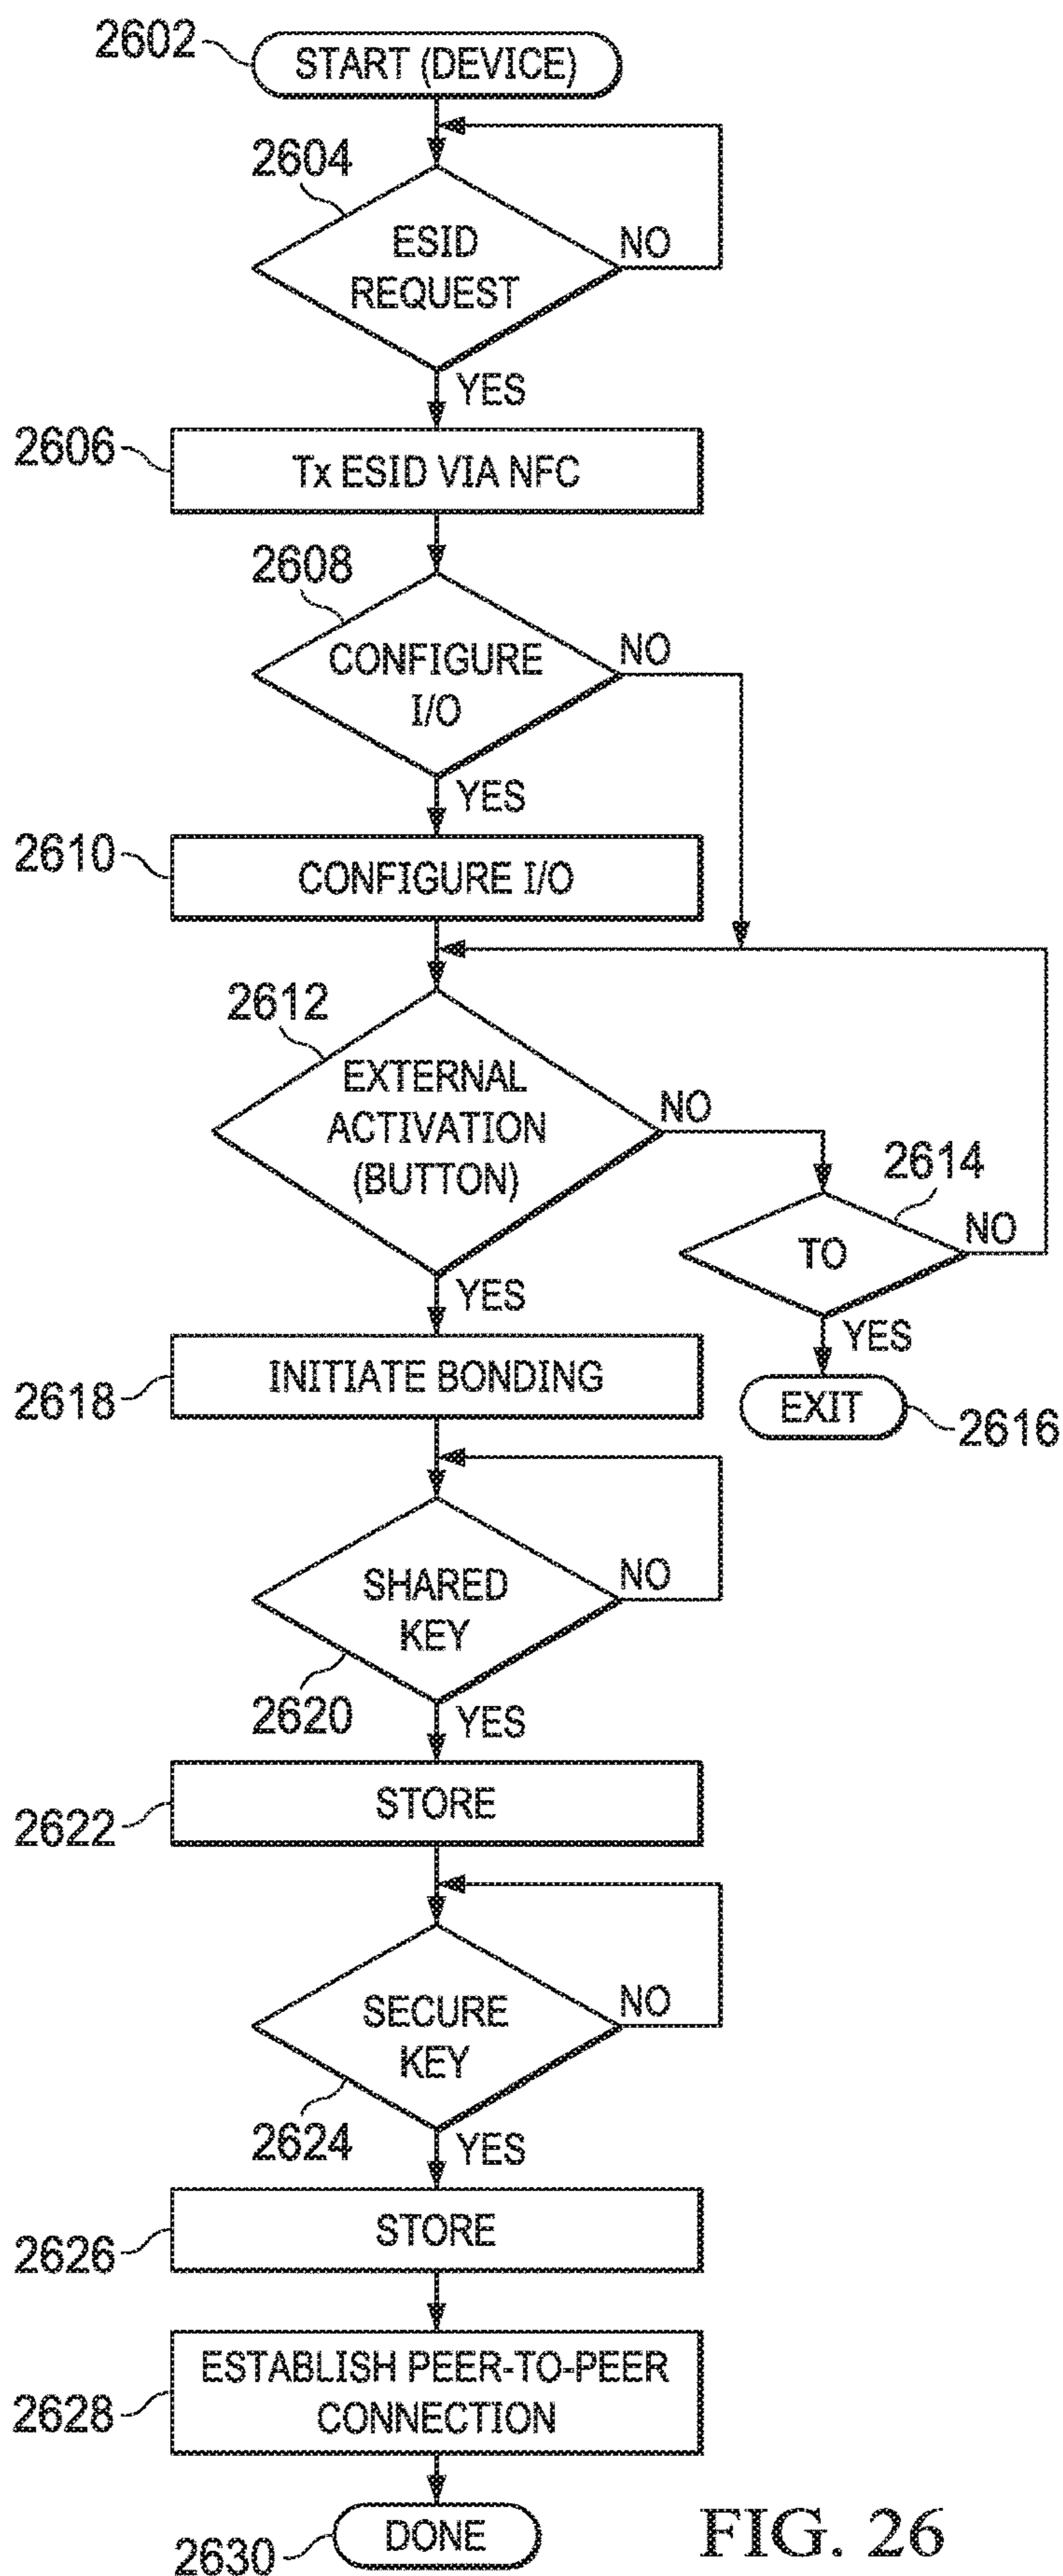 2602
START (DEVICE)
2604
ESID
REQUEST
NO
YES
2606
Tx ESID VIA NFC
2608
CONFIGURE
I/O
NO
YES
2610
CONFIGURE I/O
2612
EXTERNAL
ACTIVATION
(BUTTON)
NO
2614
TO
NO
YES
YES
INITIATE BONDING
2618
EXIT
2616
SHARED
KEY
NO
2620
YES
STORE
2622
SECURE
KEY
NO
2624
YES
STORE
2626
ESTABLISH PEER-TO-PEER
CONNECTION
2628
DONE
2630
FIG. 26